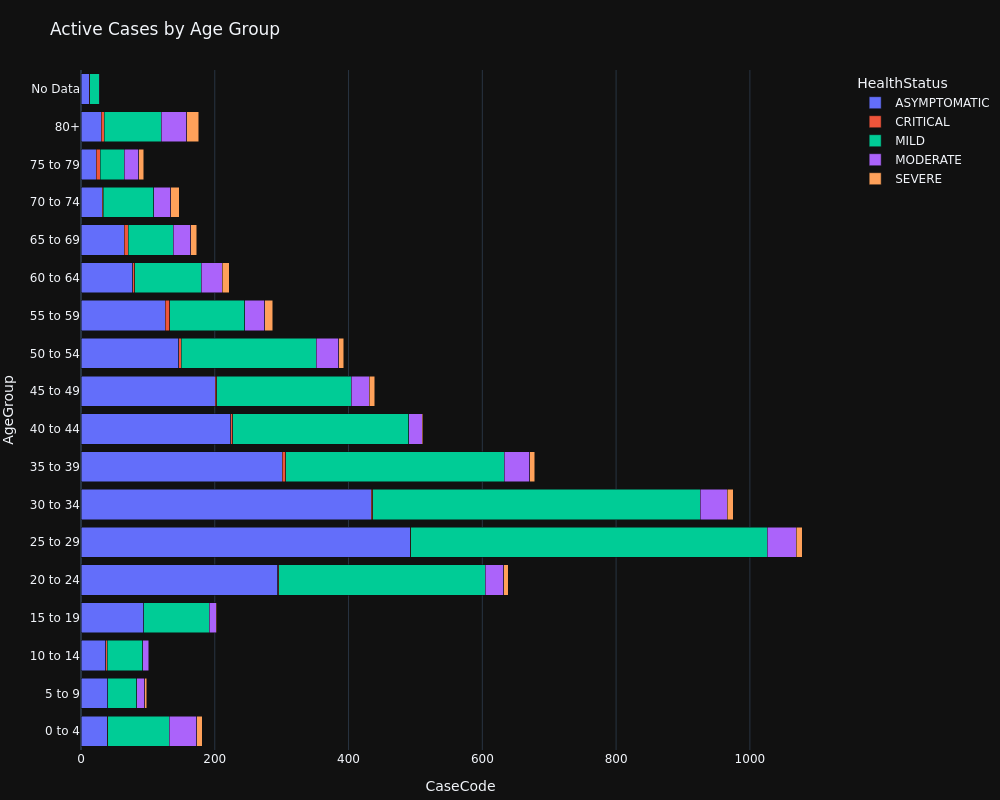 Active Cases by Age Group
HealthStatus
ASYMPTOMATIC
CRITICAL
MILD
MODERATE
SEVERE
AgeGroup
No Data
80+
75 to 79
70 to 74
65 to 69
60 to 64
55 to 59
50 to 54
45 to 49
40 to 44
35 to 39
30 to 34
25 to 29
20 to 24
15 to 19
10 to 14
5 to 9
0 to 4
0 200 400 600 800 1000
CaseCode